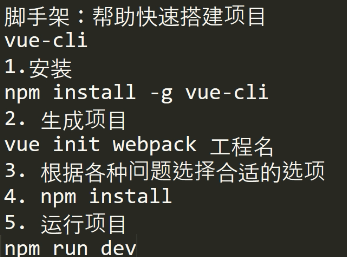 脚手架：帮助快速搭建项目
vue-cli
1.安装
npm install -g vue-cli
2. 生成项目
vue init webpack 工程名
3. 根据各种问题选择合适的选项
4. npm install
5. 运行项目
npm run dev